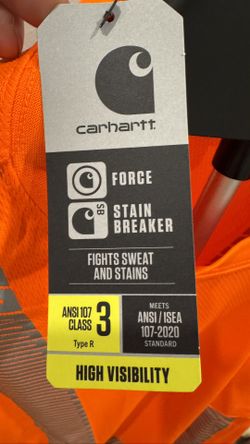 carhartt
FORCE
SB
STAIN
BREAKER
FIGHTS SWEAT
AND STAINS
ANSI 107
CLASS 3
Type R
MEETS
ANSI / ISEA
107-2020
STANDARD
HIGH VISIBILITY